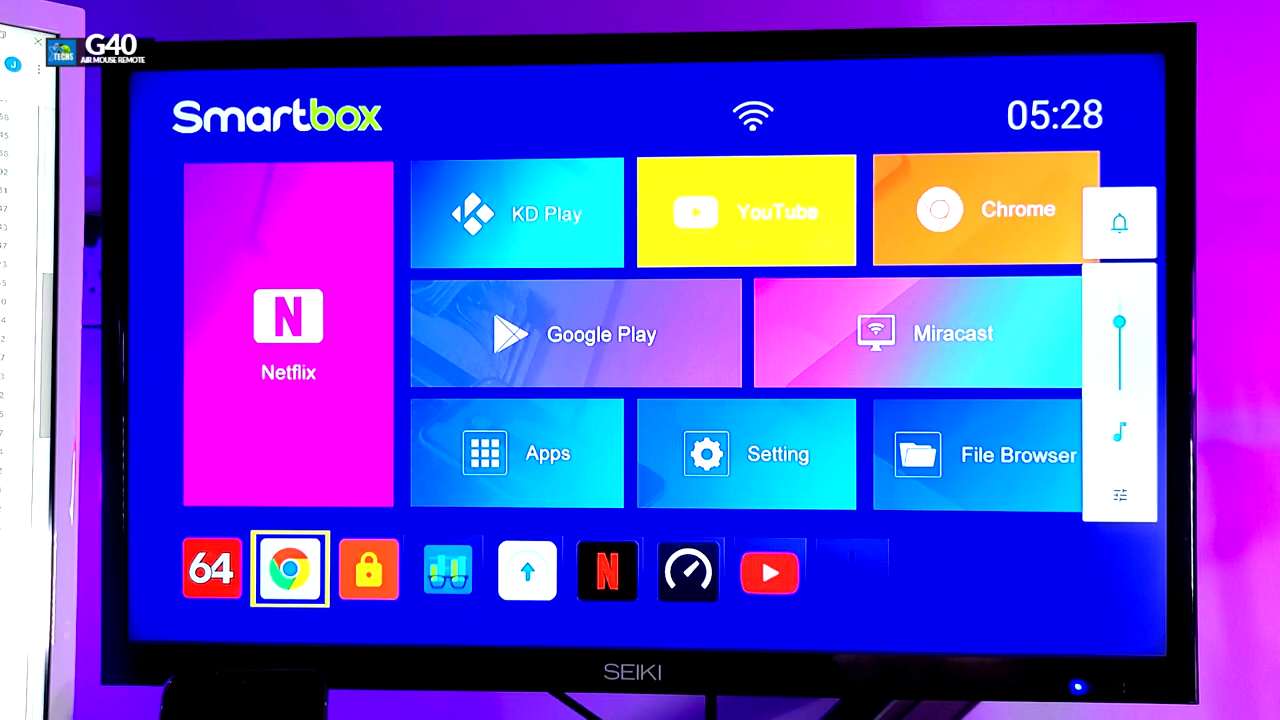 G40
TECHS
AIR MOUSE REMOTE
Smartbox
05:28
KD Play
YouTube
Chrome
N
Netflix
Google Play
Miracast
Apps
Setting
File Browser
64
N
SEIKI